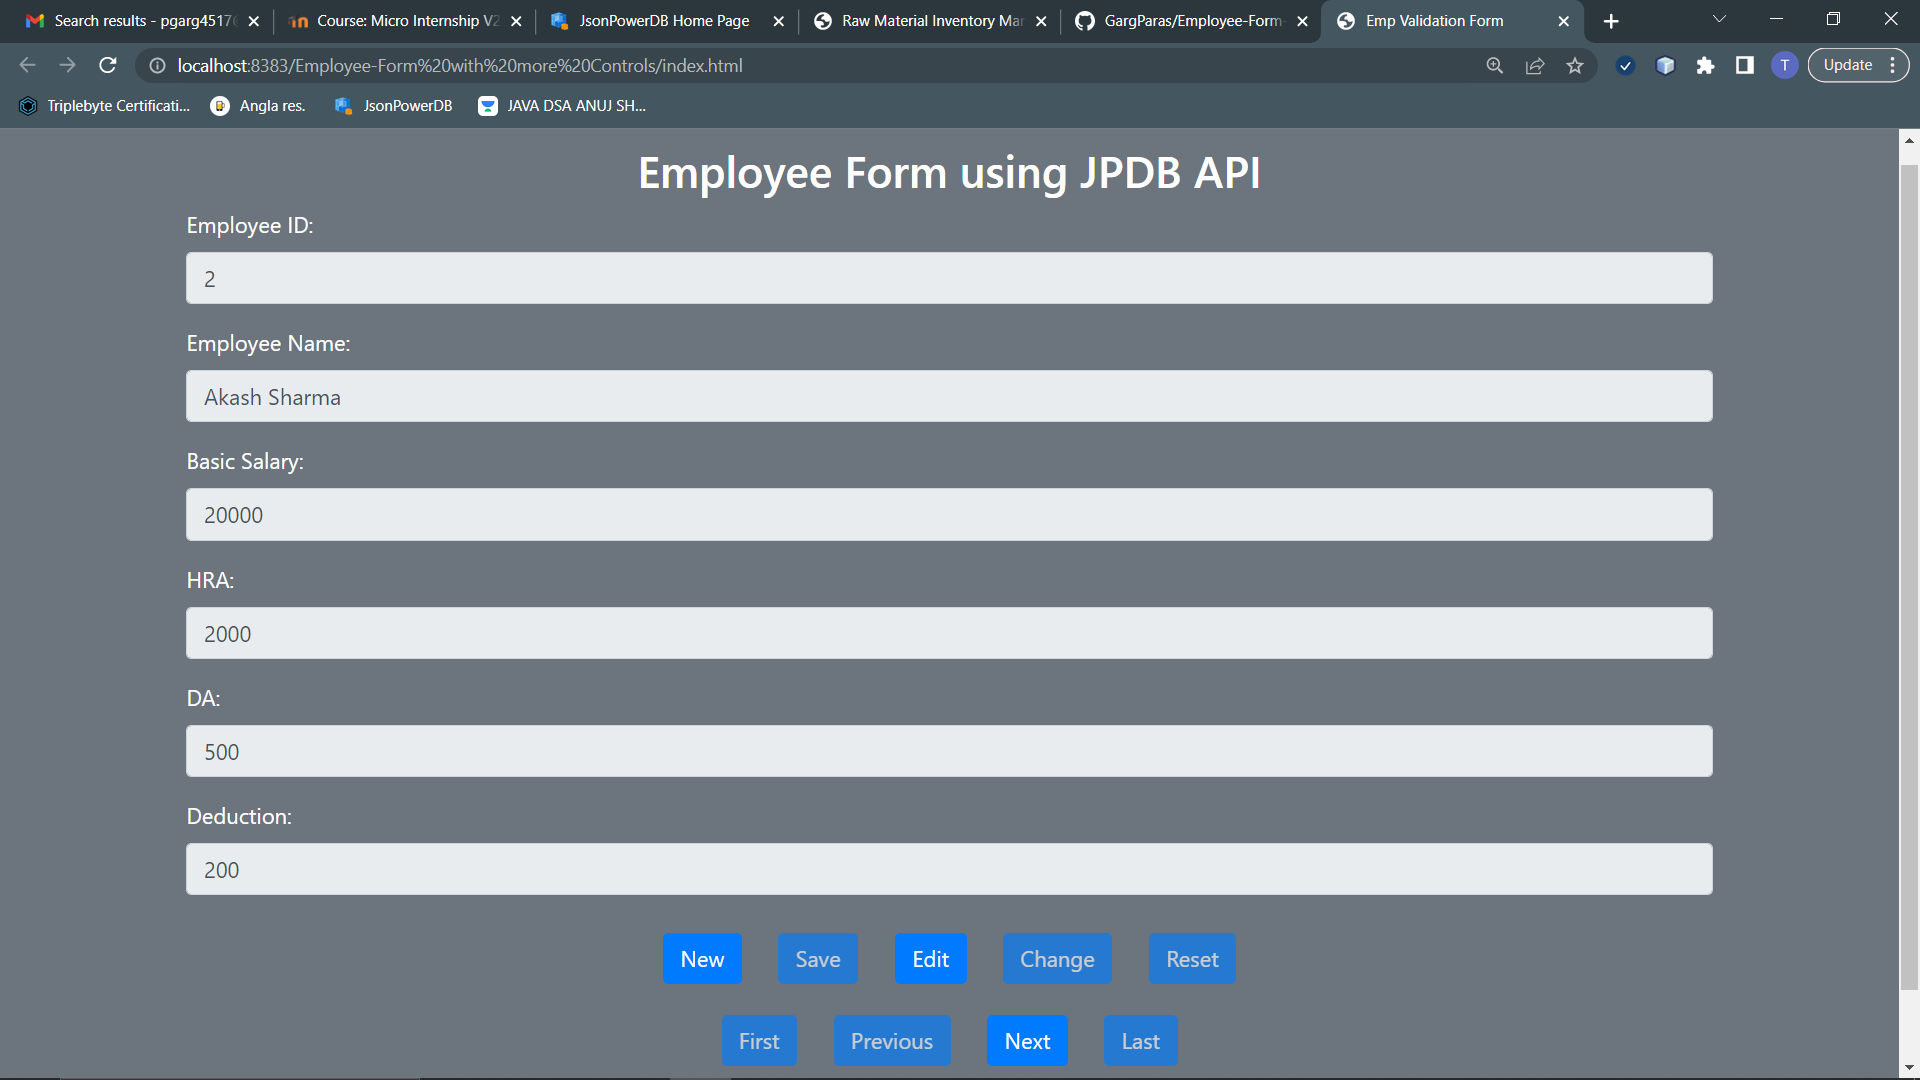 Search results - pgarg4517
Course: Micro Internship V2
JsonPowerDB Home Page
Raw Material Inventory Mar
GargParas/Employee-Form-
Emp Validation Form
localhost:8383/Employee-Form%20with%20more%20Controls/index.html
T
Update
Triplebyte Certificati...
Angla res.
JsonPowerDB
JAVA DSA ANUJ SH...
Employee Form using JPDB API
Employee ID:
2
Employee Name:
Akash Sharma
Basic Salary:
20000
HRA:
2000
DA:
500
Deduction:
200
New Save Edit Change Reset
First Previous Next Last